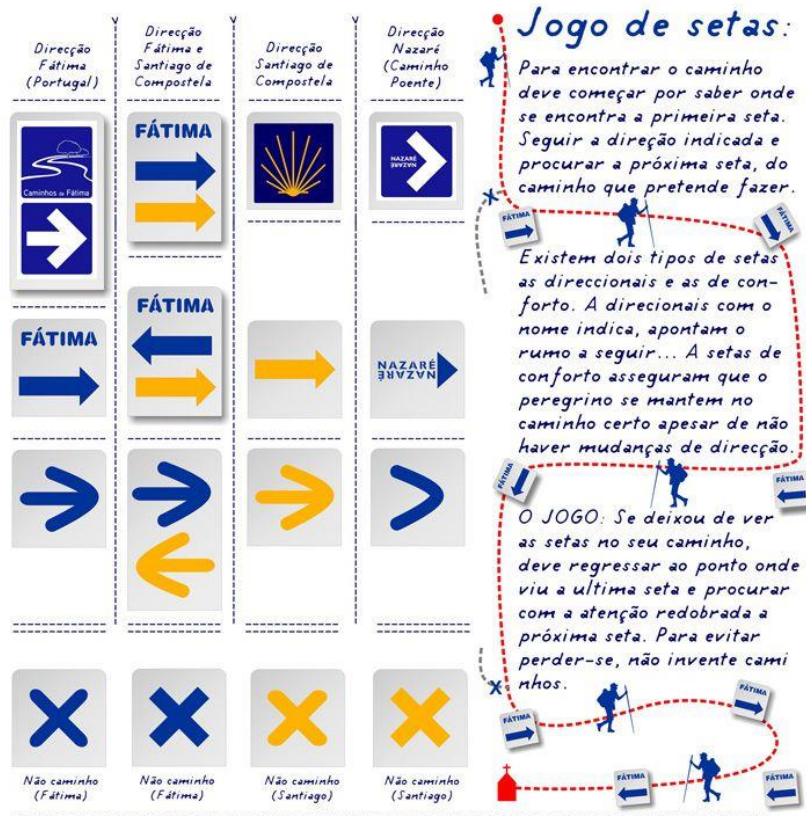 Direcção
Fátima
(Portugal)
Direcção
Fátima e
Santiago de
Compostela
Direcção
Santiago de
Compostela
Direcção
Nazaré
(Caminho
Poente)
Caminhos de Fátima
FÁTIMA
NAZARÉ
NAZARÉ
FÁTIMA
FÁTIMA
NAZARÉ
NAZARÉ
Não caminho
(Fátima)
Não caminho
(Fátima)
Não caminho
(Santiago)
Não caminho
(Santiago)
Jogo de setas:
Para encontrar o caminho
deve começar por saber onde
se encontra a primeira seta.
Seguir a direção indicada e
procurar a próxima seta, do
caminho que pretende fazer.
FÁTIMA
FÁTIMA
Existem dois tipos de setas
as direccionais e as de con-
forto. A direcionais com o
nome indica, apontam o
rumo a seguir... A setas de
conforto asseguram que o
peregrino se mantem no
caminho certo apesar de não
haver mudanças de direcção.
FÁTIMA
FÁTIMA
O JOGO: Se deixou de ver
as setas no seu caminho,
deve regressar ao ponto onde
viu a ultima seta e procurar
com a atenção redobrada a
próxima seta. Para evitar
perder-se, não invente cami
nhos.
FÁTIMA
FÁTIMA
FÁTIMA
FÁTIMA